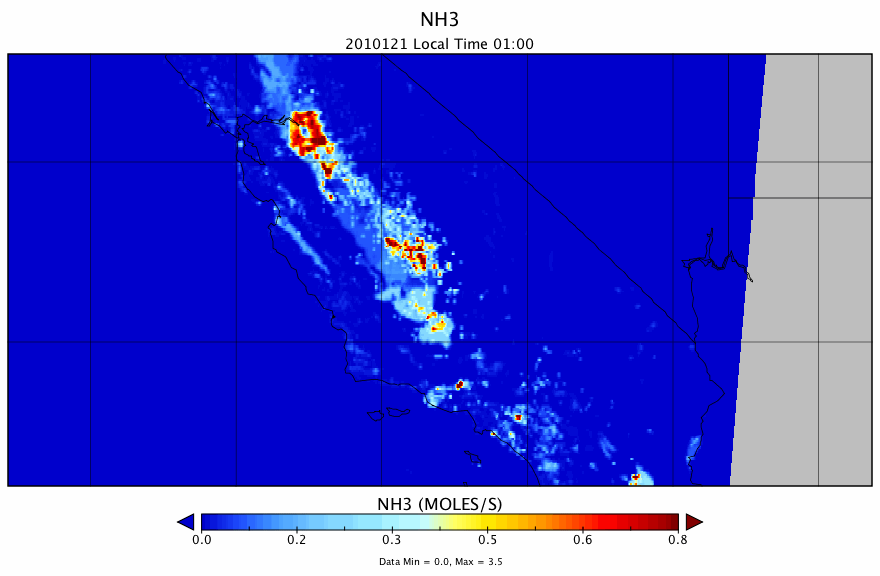 NH3
2010121 Local Time 01:00
NH3 (MOLES/S)
0.0 0.2 0.3 0.5 0.6 0.8
Data Min = 0.0, Max = 3.5